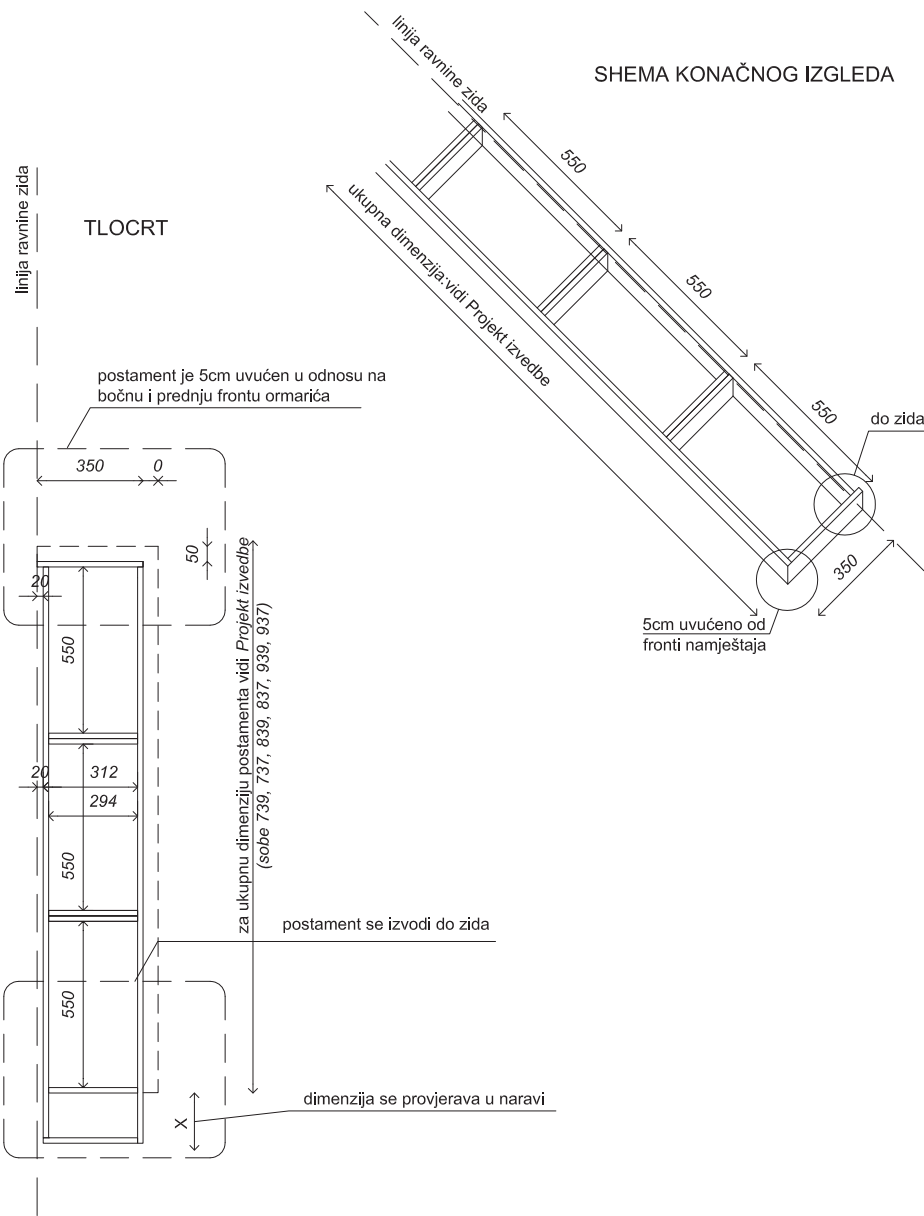 SHEMA KONAČNOG IZGLEDA
linija ravnine zida
550
550
550
ukupna dimenzija:vidi Projekt izvedbe
do zida
350
5cm uvućeno od
fronti namještaja
linija ravnine zida
TLOCRT
postament je 5cm uvućen u odnosu na
bočnu i prednju frontu ormarića
350
0
50
20
550
20
312
294
550
550
za ukupnu dimenziju postamenta vidi Projekt izvedbe
(sobe 739, 737, 839, 837, 939, 937)
postament se izvodi do zida
dimenzija se provjerava u naravi
X